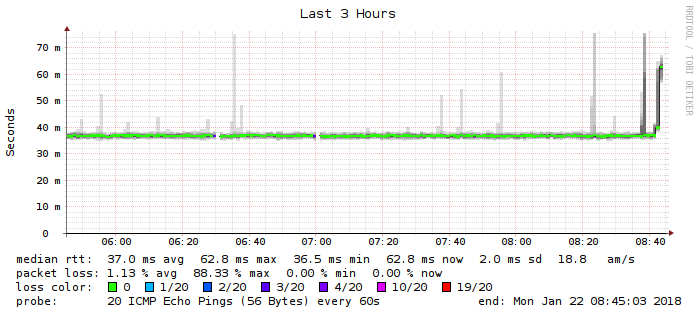 Last 3 Hours
RRDTOOL / TOBI OETIKER
Seconds
70 m
60 m
50 m
40 m
30 m
20 m
10 m
0
06:00 06:20 06:40 07:00 07:20 07:40 08:00 08:20 08:40
median rtt: 37.0 ms avg 62.8 ms max 36.5 ms min 62.8 ms now 2.0 ms sd 18.8 am/s
packet loss: 1.13 % avg 88.33 % max 0.00 % min 0.00 % now
loss color: 0 1/20 2/20 3/20 4/20 10/20 19/20
probe: 20 ICMP Echo Pings (56 Bytes) every 60s end: Mon Jan 22 08:45:03 2018